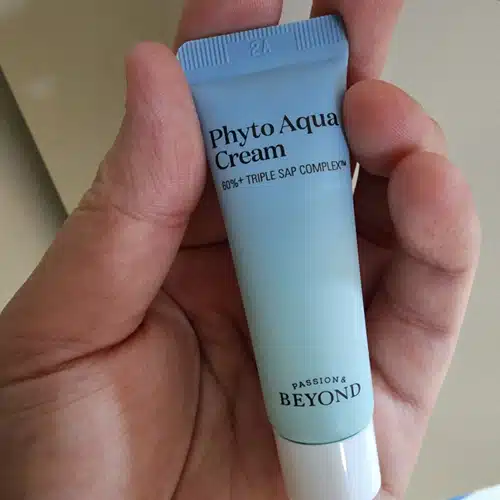 Phyto Aqua
Cream
60%+ TRIPLE SAP COMPLEX™
PASSION &
BEYOND